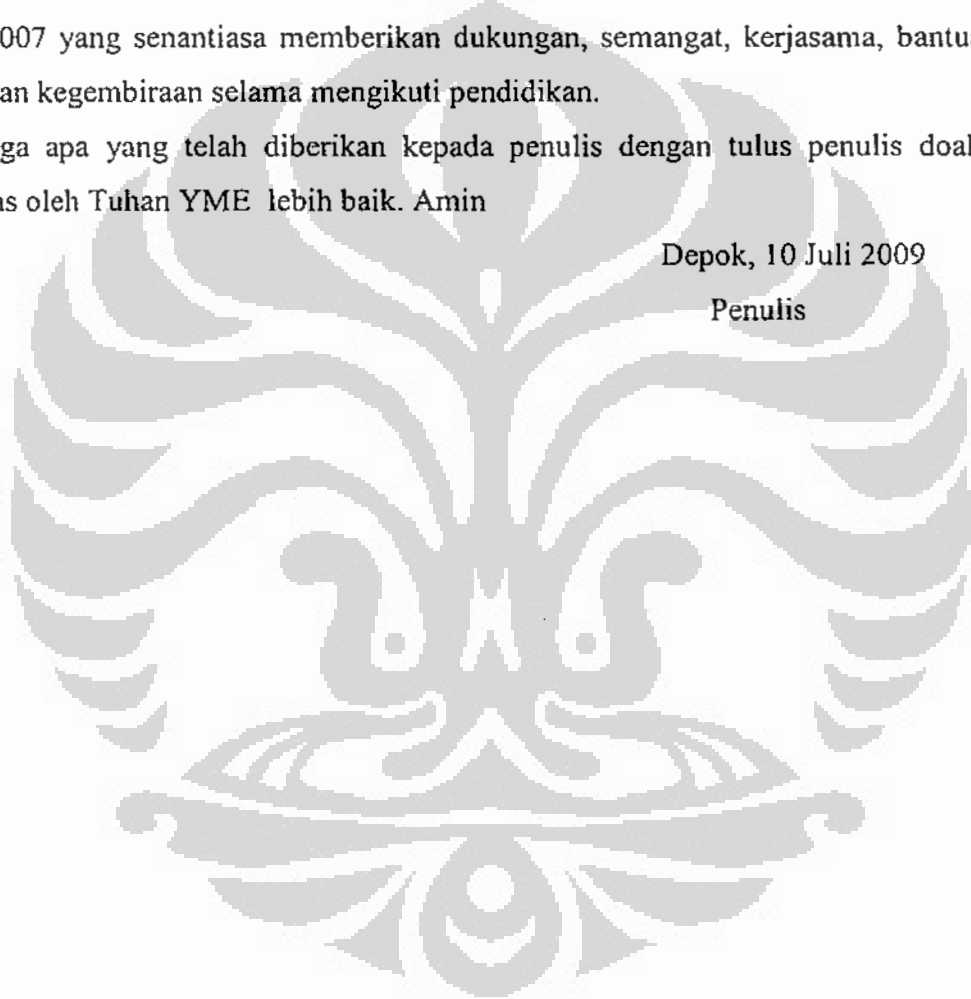 007 yang senantiasa memberikan dukungan, semangat, kerjasama, bantu
an kegembiraan selama mengikuti pendidikan.
ga apa yang telah diberikan kepada penulis dengan tulus penulis doal
as oleh Tuhan YME lebih baik. Amin
Depok, 10 Juli 2009
Penulis